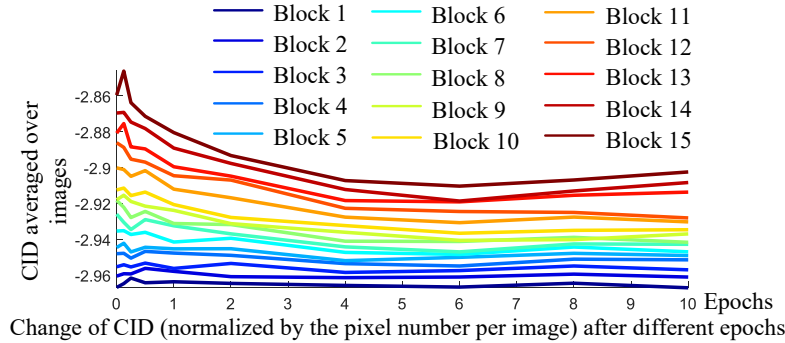 Block 1 Block 6 Block 11
Block 2 Block 7 Block 12
Block 3 Block 8 Block 13
Block 4 Block 9 Block 14
Block 5 Block 10 Block 15
CID averaged over
images
-2.86
-2.88
-2.9
-2.92
-2.94
-2.96
0 1 2 3 4 5 6 7 8 9 10 Epochs
Change of CID (normalized by the pixel number per image) after different epochs